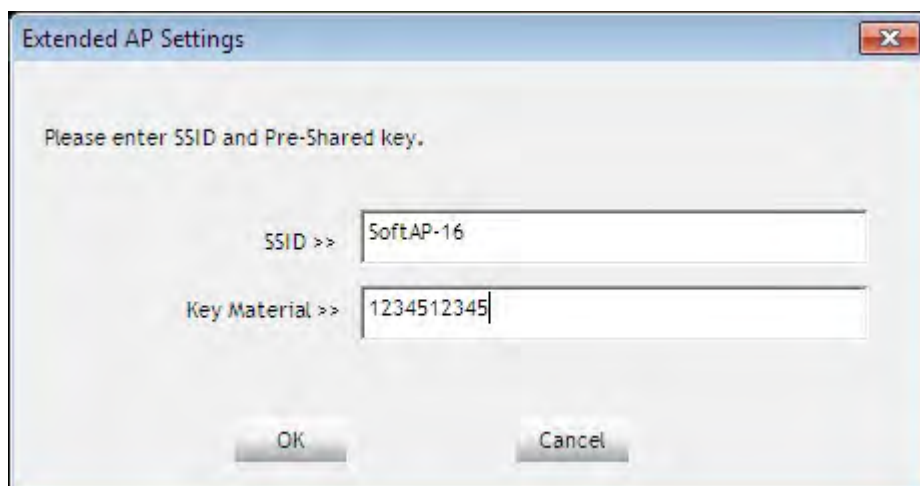 Extended AP Settings
Please enter SSID and Pre-Shared key.
SSID >> SoftAP-16
Key Material >> 1234512345
OK Cancel